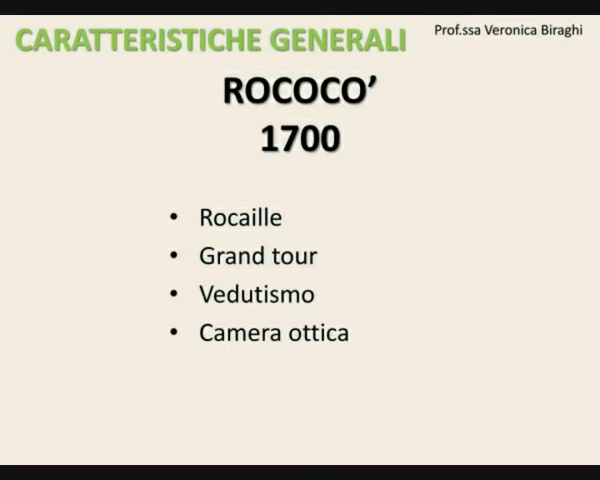 CARATTERISTICHE GENERALI
Prof.ssa Veronica Biraghi
ROCOCO’
1700
• Rocaille
• Grand tour
• Vedutismo
• Camera ottica